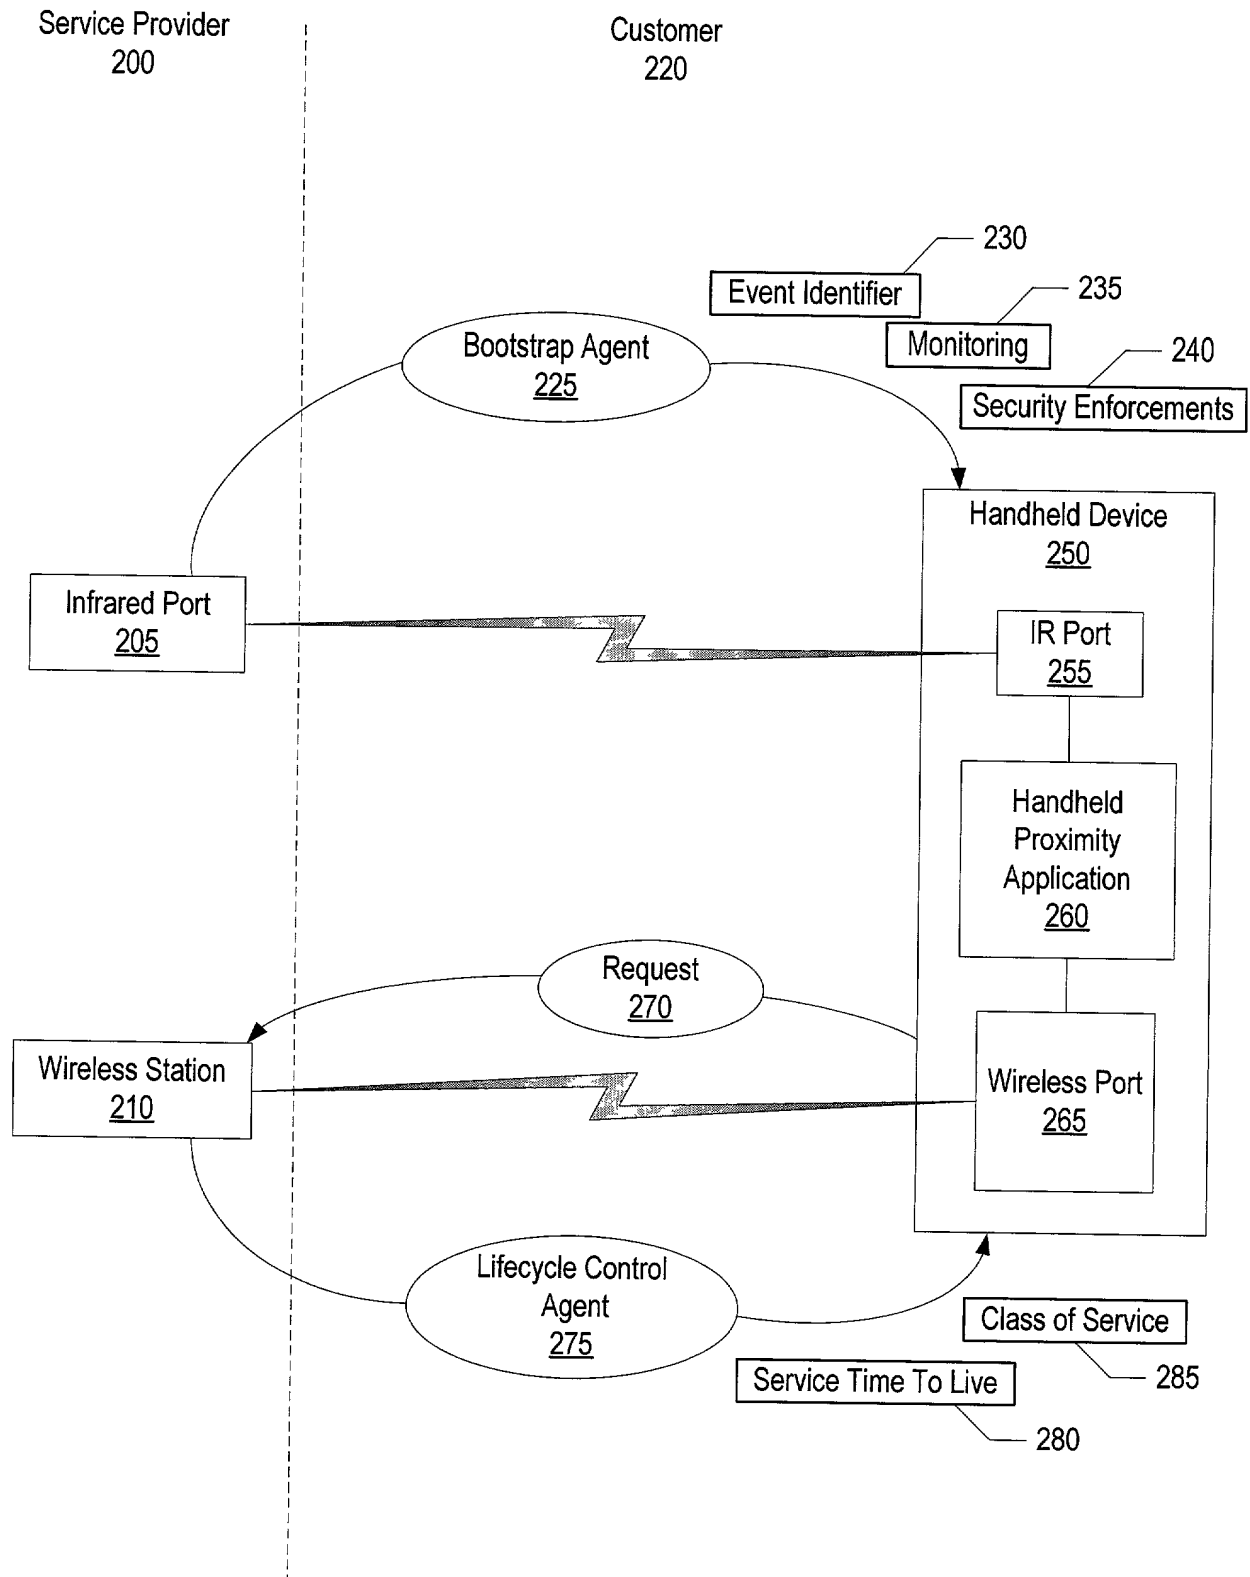 Service Provider
200
Customer
220
230
Event Identifier
235
Monitoring
240
Security Enforcements
Bootstrap Agent
225
Handheld Device
250
Infrared Port
205
IR Port
255
Handheld
Proximity
Application
260
Request
270
Wireless Station
210
Wireless Port
265
Lifecycle Control
Agent
275
Class of Service
285
Service Time To Live
280